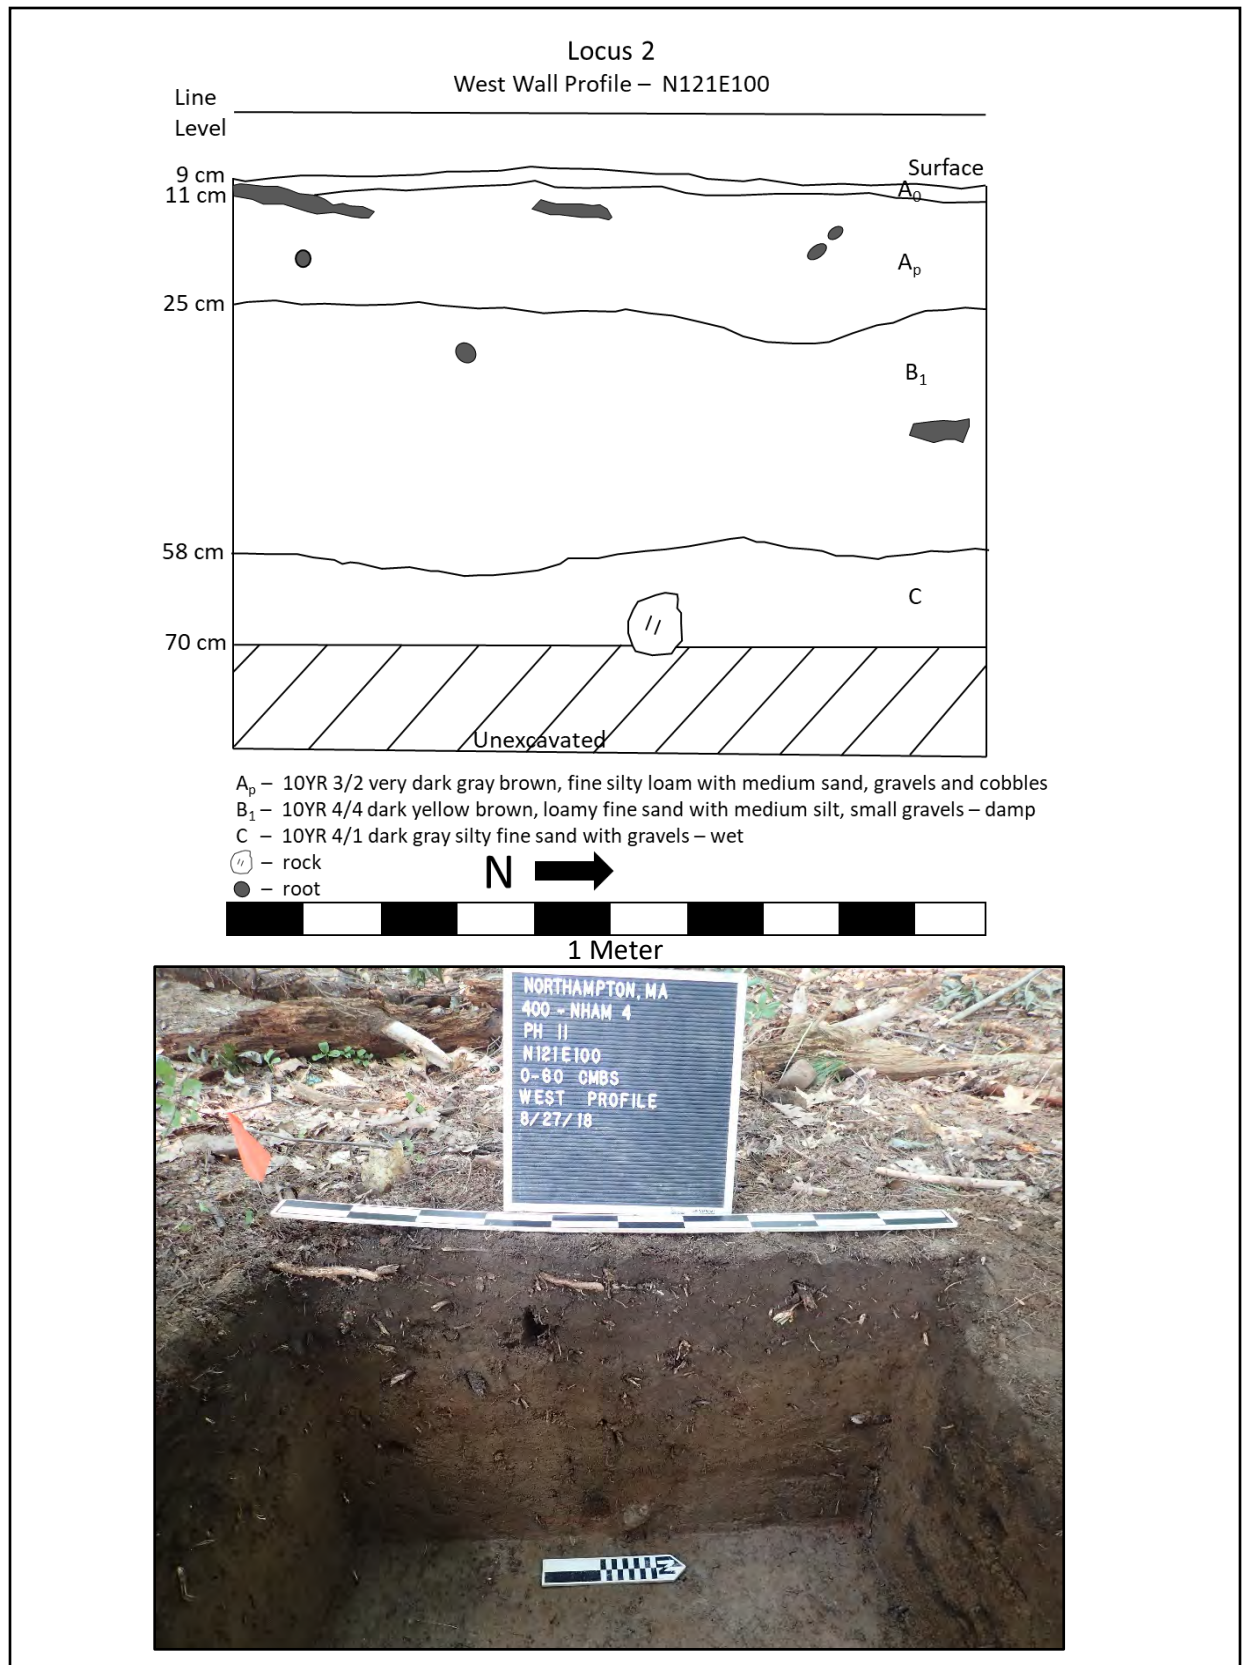 Locus 2
West Wall Profile – N121E100
Line
Level
9 cm
Surface
11 cm
A₀
Aₚ
25 cm
B₁
58 cm
C
70 cm
Unexcavated
Aₚ – 10YR 3/2 very dark gray brown, fine silty loam with medium sand, gravels and cobbles
B₁ – 10YR 4/4 dark yellow brown, loamy fine sand with medium silt, small gravels – damp
C – 10YR 4/1 dark gray silty fine sand with gravels – wet
– rock
– root
N
1 Meter
NORTHAMPTON, MA
400 - NHAM 4
PH II
N121E100
0-60 CMBS
WEST PROFILE
8/27/18
N